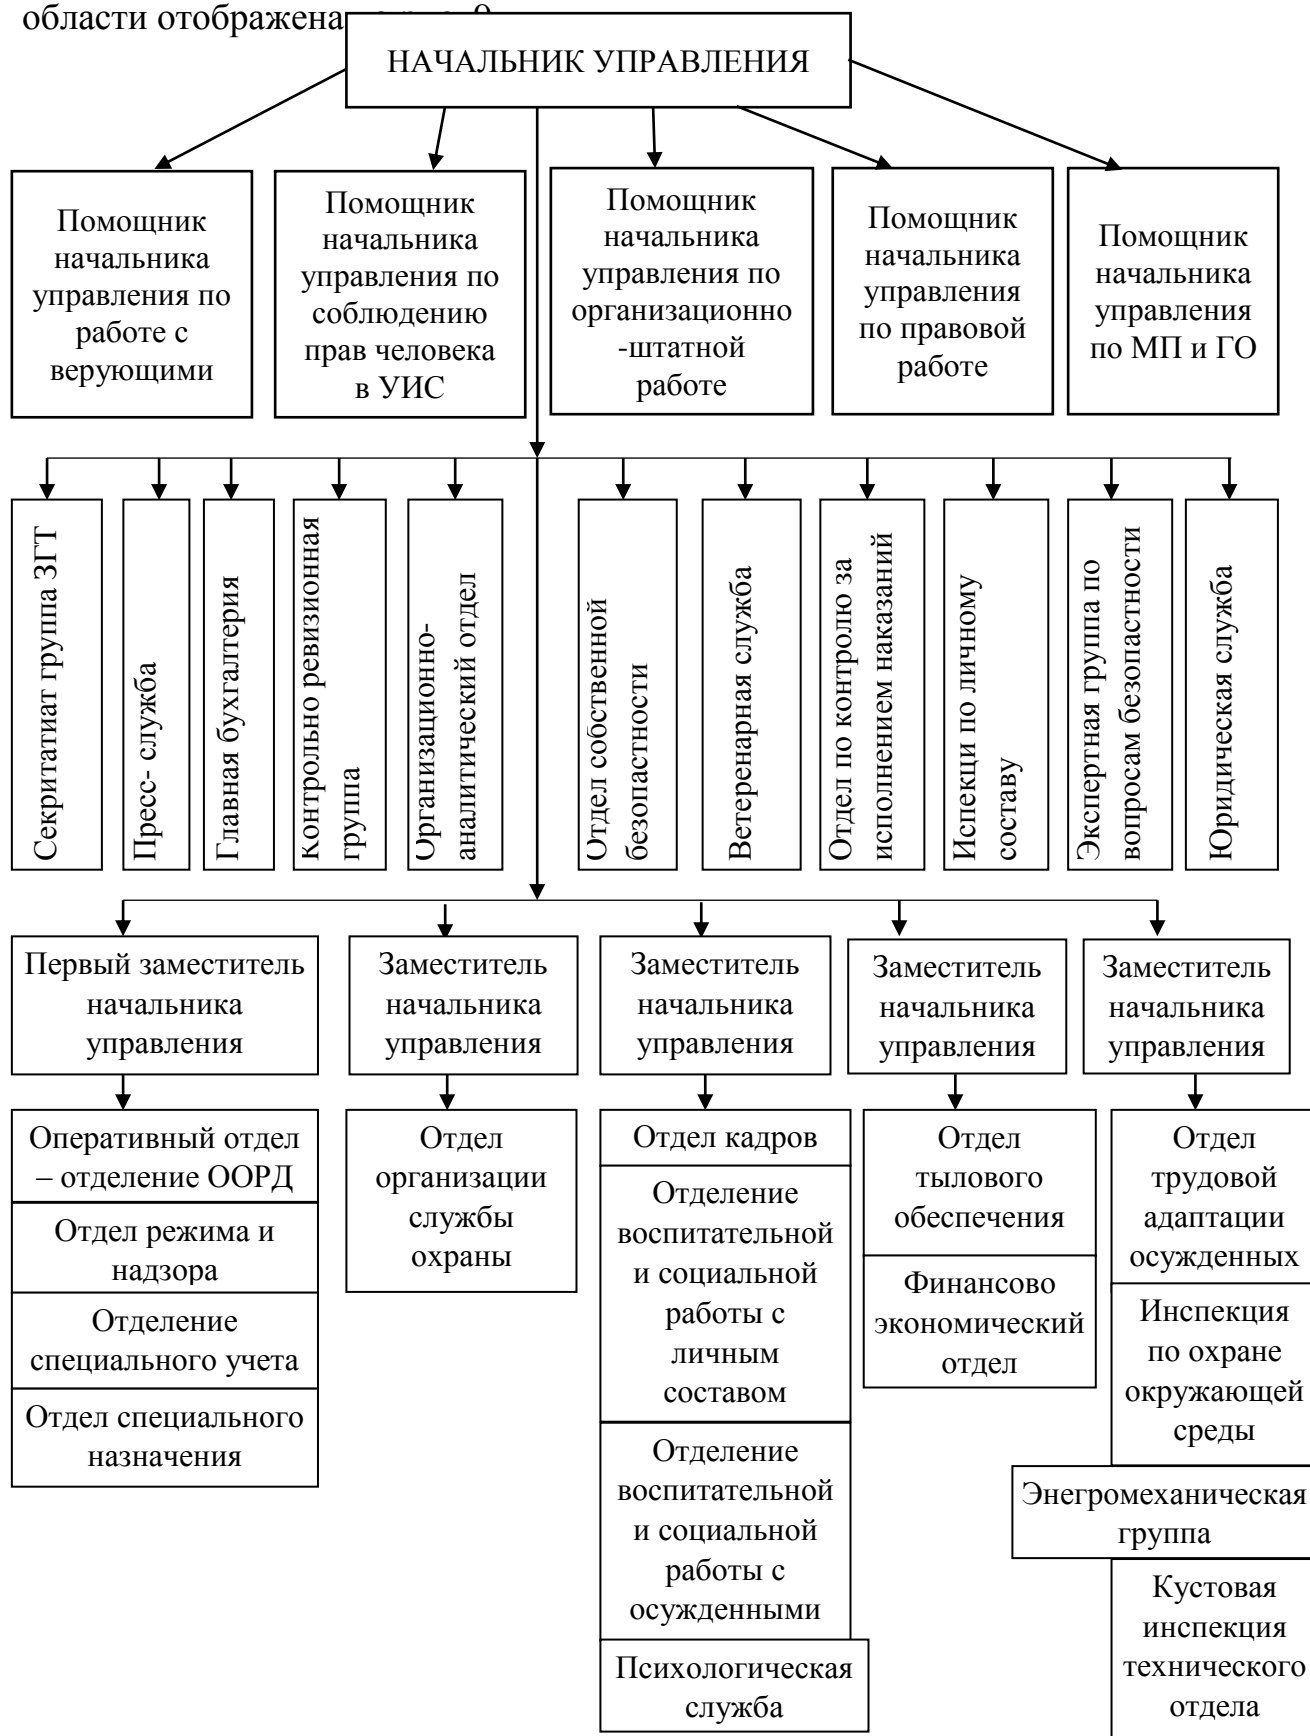 области отображена
НАЧАЛЬНИК УПРАВЛЕНИЯ
Помощник
начальника
управления по
работе с
верующими
Помощник
начальника
управления по
соблюдению
прав человека
в УИС
Помощник
начальника
управления по
организационно
-штатной
работе
Помощник
начальника
управления
по правовой
работе
Помощник
начальника
управления
по МП и ГО
Секритатиат группа ЗГТ
Пресс- служба
Главная бухгалтерия
Контрольно ревизионная
группа
Организационно-
аналитический отдел
Отдел собственной
безопастности
Ветеренарная служба
Отдел по контролю за
исполнением наказаний
Испекци по личному
составу
Экспертная группа по
вопросам безопастности
Юридическая служба
Первый заместитель
начальника
управления
Заместитель
начальника
управления
Заместитель
начальника
управления
Заместитель
начальника
управления
Заместитель
начальника
управления
Оперативный отдел
– отделение ООРД
Отдел режима и
надзора
Отделение
специального учета
Отдел специального
назначения
Отдел
организации
службы
охраны
Отдел кадров
Отделение
воспитательной
и социальной
работы с
личным
составом
Отделение
воспитательной
и социальной
работы с
осужденными
Психологическая
служба
Отдел
тылового
обеспечения
Финансово
экономический
отдел
Отдел
трудовой
адаптации
осужденных
Инспекция
по охране
окружающей
среды
Энегромеханическая
группа
Кустовая
инспекция
технического
отдела